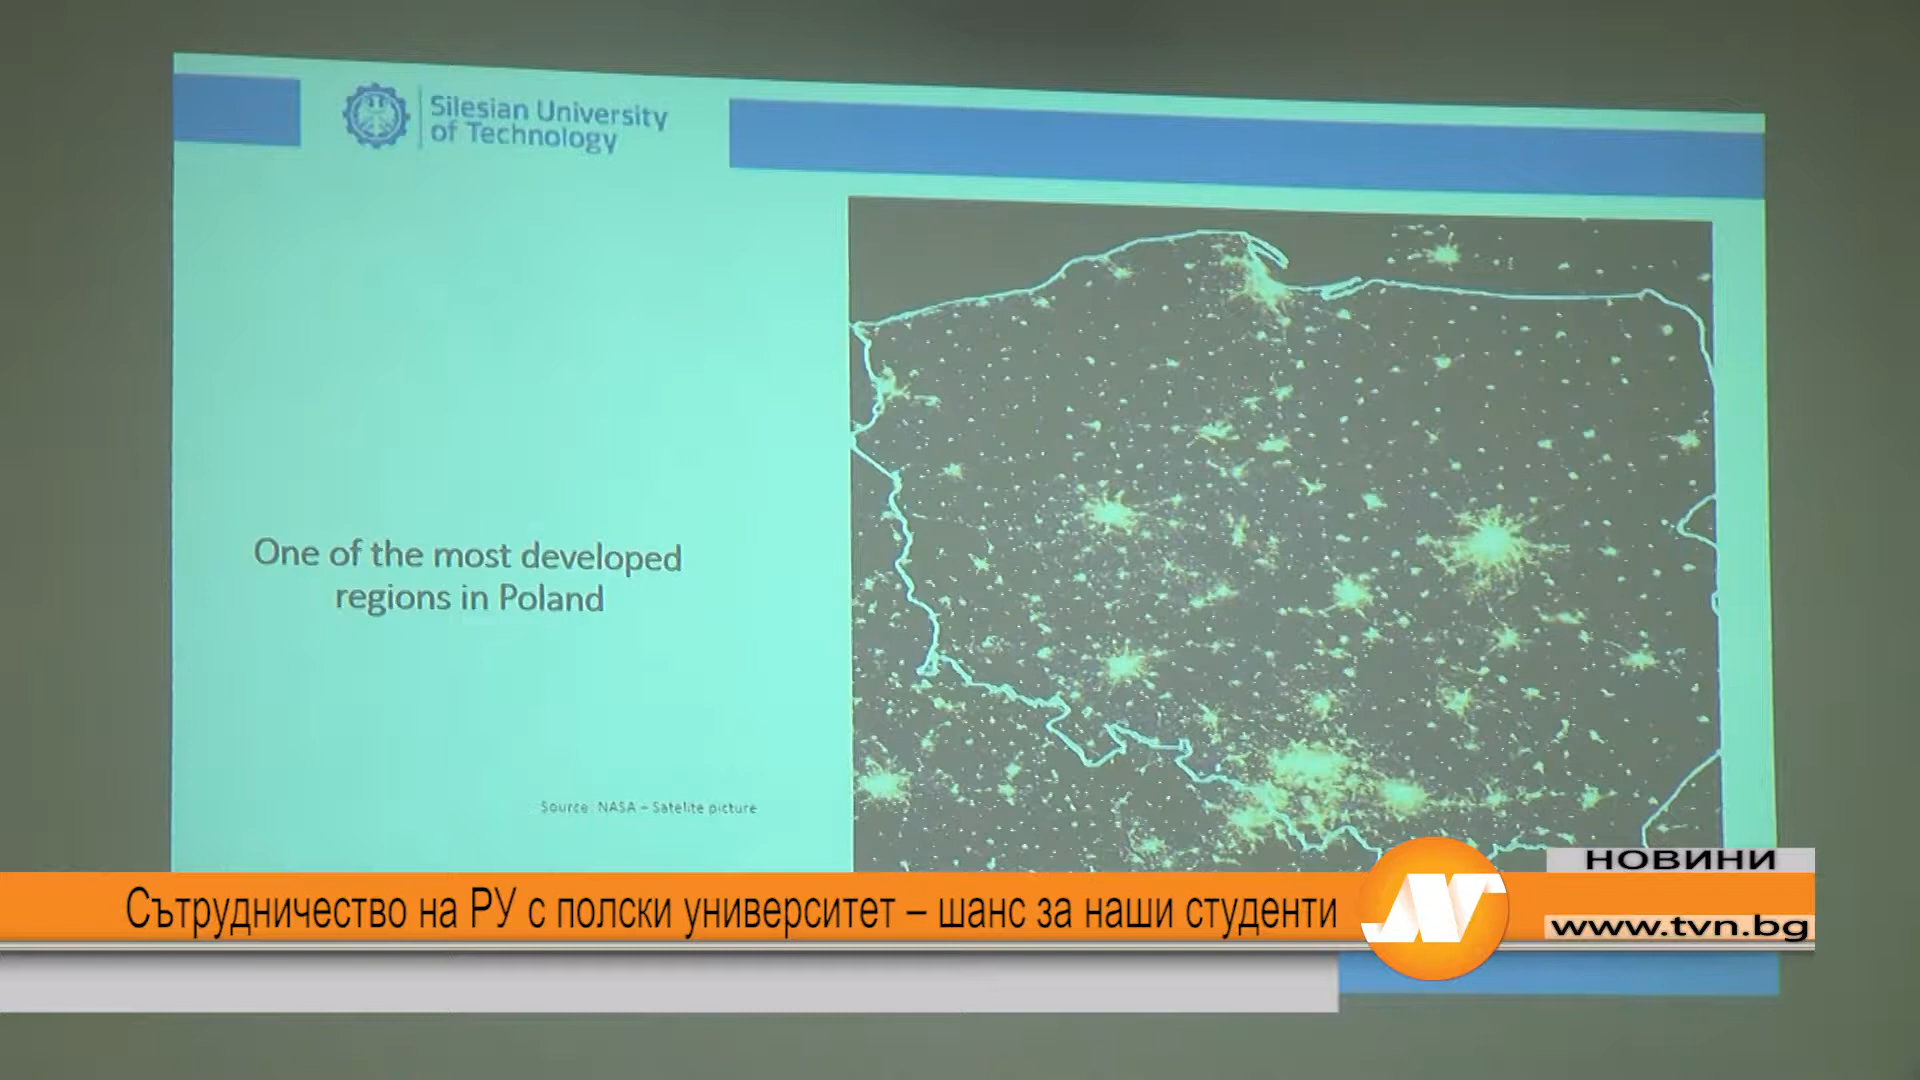 Silesian University
of Technology
One of the most developed
regions in Poland
Source: NASA – Satelite picture
НОВИНИ
Сътрудничество на РУ с полски университет – шанс за наши студенти
www.tvn.bg